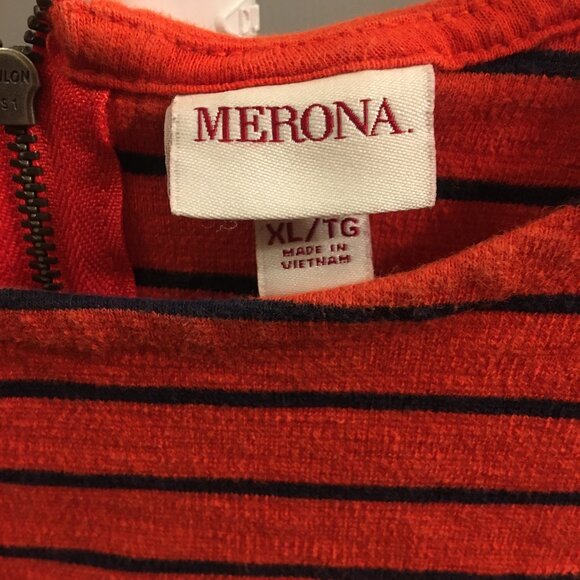 MERONA.
XL/TG
MADE IN
VIETNAM